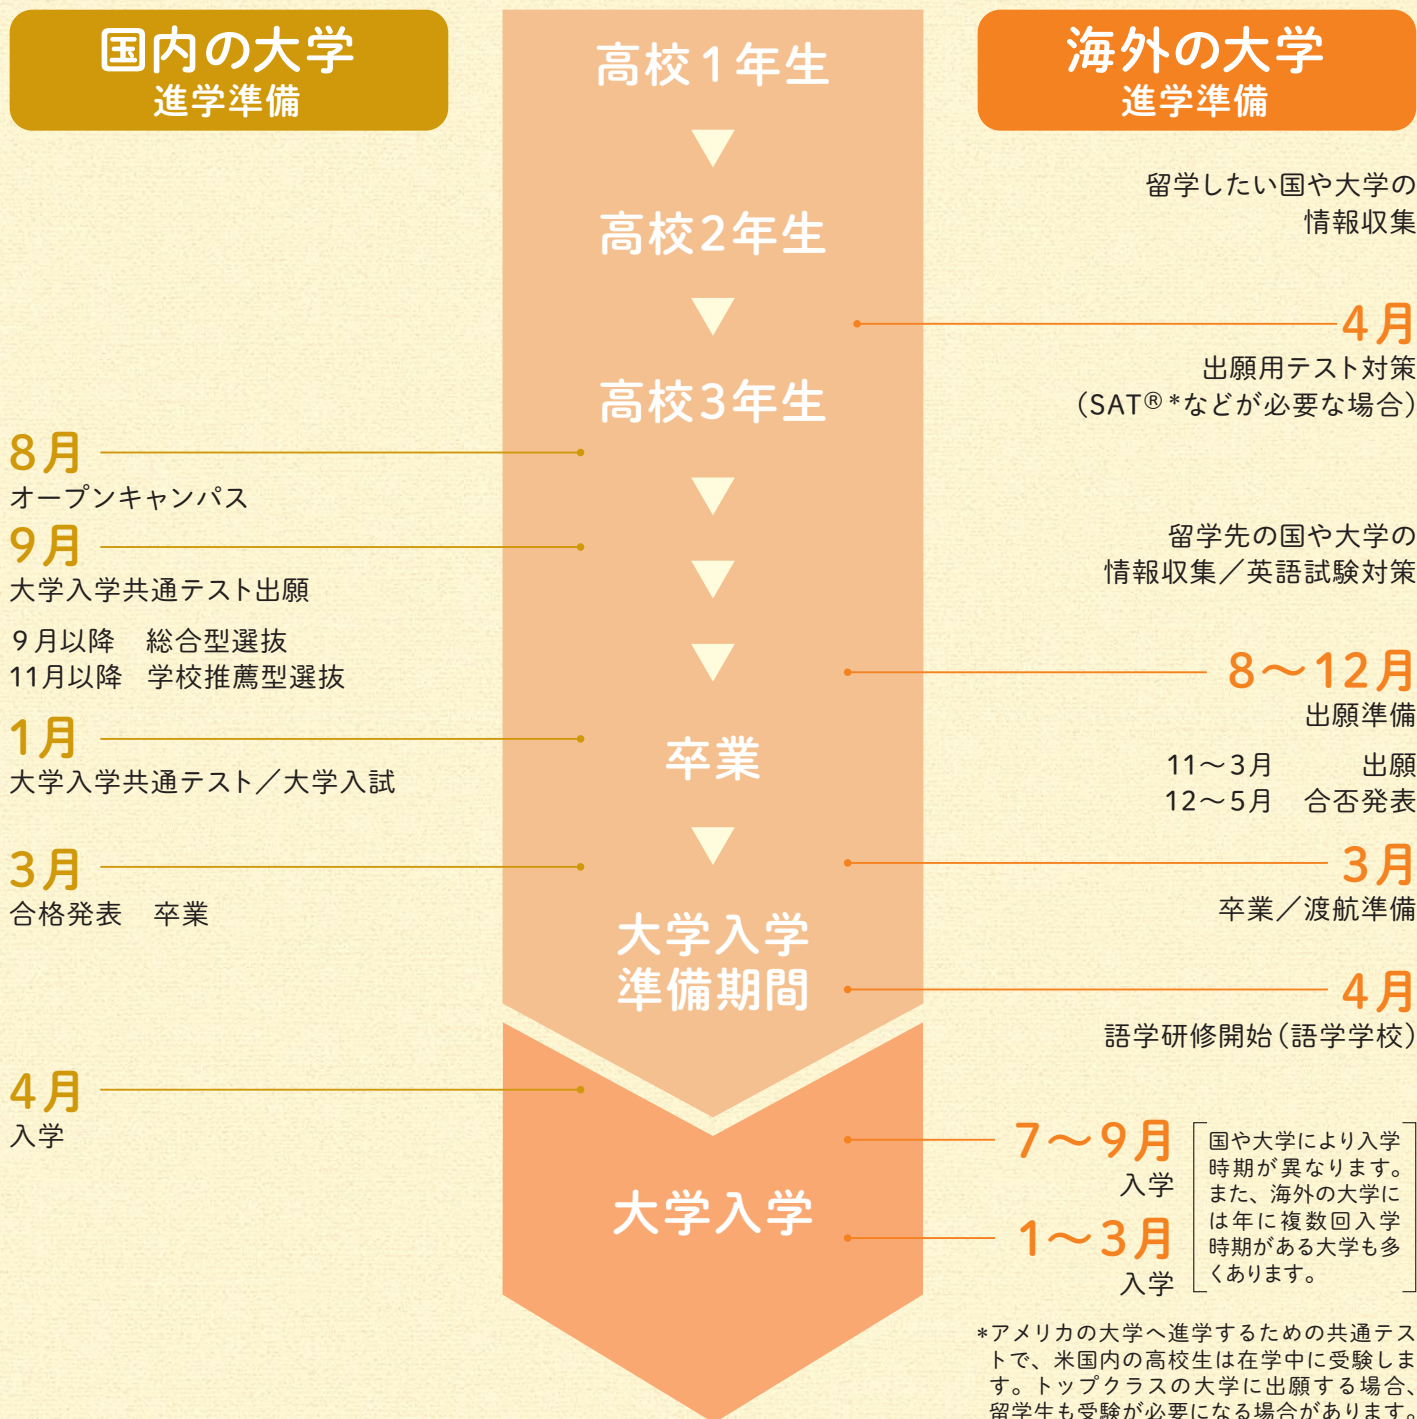 国内の大学
進学準備
8月
オープンキャンパス
9月
大学入学共通テスト出願
9月以降　総合型選抜
11月以降　学校推薦型選抜
1月
大学入学共通テスト／大学入試
3月
合格発表　卒業
4月
入学
高校1年生
高校2年生
高校3年生
卒業
大学入学
準備期間
大学入学
海外の大学
進学準備
留学したい国や大学の
情報収集
4月
出願用テスト対策
（SAT®*などが必要な場合）
留学先の国や大学の
情報収集／英語試験対策
8〜12月
出願準備
11〜3月　出願
12〜5月　合否発表
3月
卒業／渡航準備
4月
語学研修開始（語学学校）
7〜9月
入学
1〜3月
入学
国や大学により入学
時期が異なります。
また、海外の大学に
は年に複数回入学
時期がある大学も多
くあります。
*アメリカの大学へ進学するための共通テス
トで、米国内の高校生は在学中に受験しま
す。トップクラスの大学に出願する場合、
留学生も受験が必要になる場合があります。